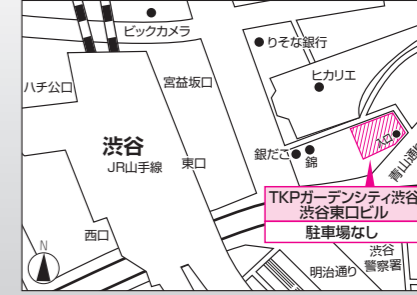 ビックカメラ
りそな銀行
ハチ公口
宮益坂口
ヒカリエ
渋谷
JR山手線
東口
銀だこ
錦
入口
青山通り
TKPガーデンシティ渋谷
渋谷東口ビル
駐車場なし
西口
渋谷
警察署
明治通り
N